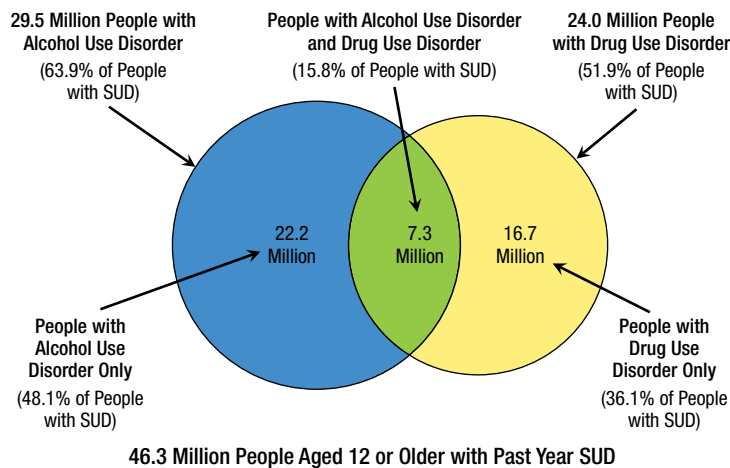 29.5 Million People with
Alcohol Use Disorder
(63.9% of People
with SUD)
People with Alcohol Use Disorder
and Drug Use Disorder
(15.8% of People with SUD)
24.0 Million People
with Drug Use Disorder
(51.9% of People
with SUD)
22.2
Million
7.3
Million
16.7
Million
People with
Alcohol Use
Disorder Only
(48.1% of People
with SUD)
People with
Drug Use
Disorder Only
(36.1% of People
with SUD)
46.3 Million People Aged 12 or Older with Past Year SUD